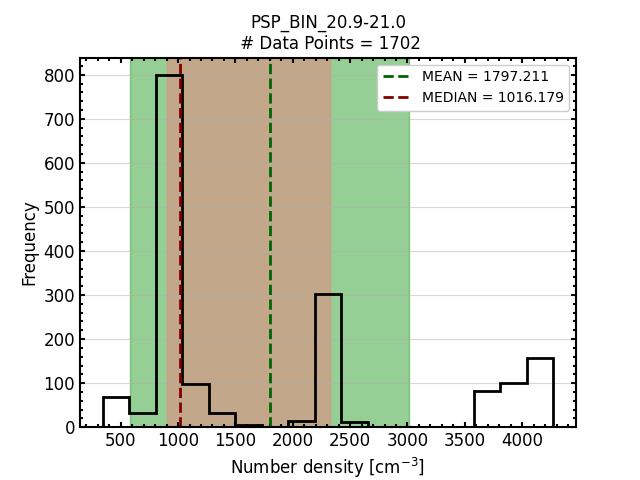 PSP_BIN_20.9-21.0
# Data Points = 1702
MEAN = 1797.211
MEDIAN = 1016.179
800
700
600
500
400
300
200
100
0
Frequency
500 1000 1500 2000 2500 3000 3500 4000
Number density [cm⁻³]